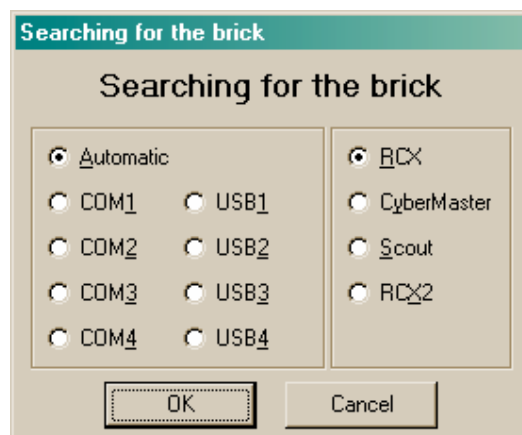 Searching for the brick
Searching for the brick
Automatic
COM1 USB1
COM2 USB2
COM3 USB3
COM4 USB4
RCX
CyberMaster
Scout
RCX2
OK Cancel